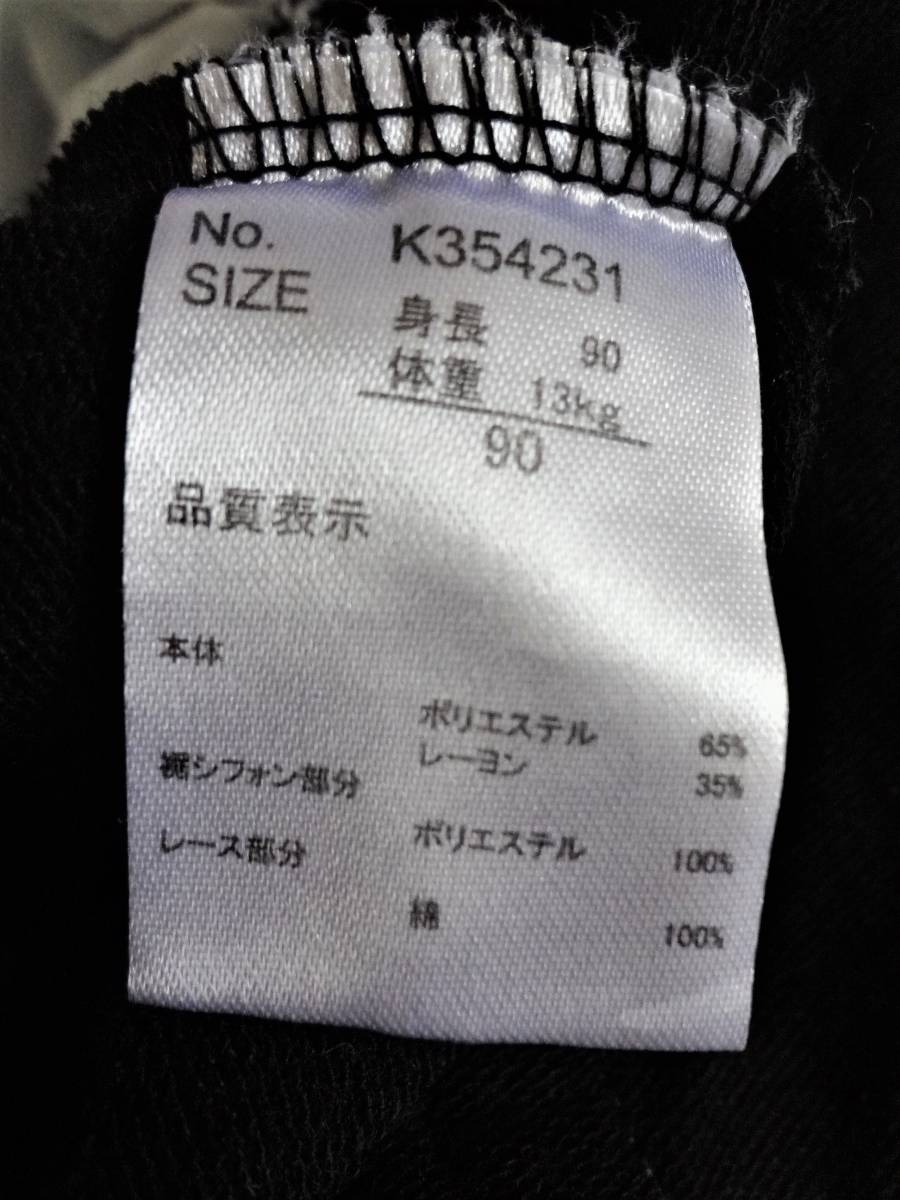 No. K354231
SIZE 身長 90
体重 13kg
90
品質表示
本体
ポリエステル 65%
レーヨン 35%
裾シフォン部分
ポリエステル 100%
レース部分
綿 100%